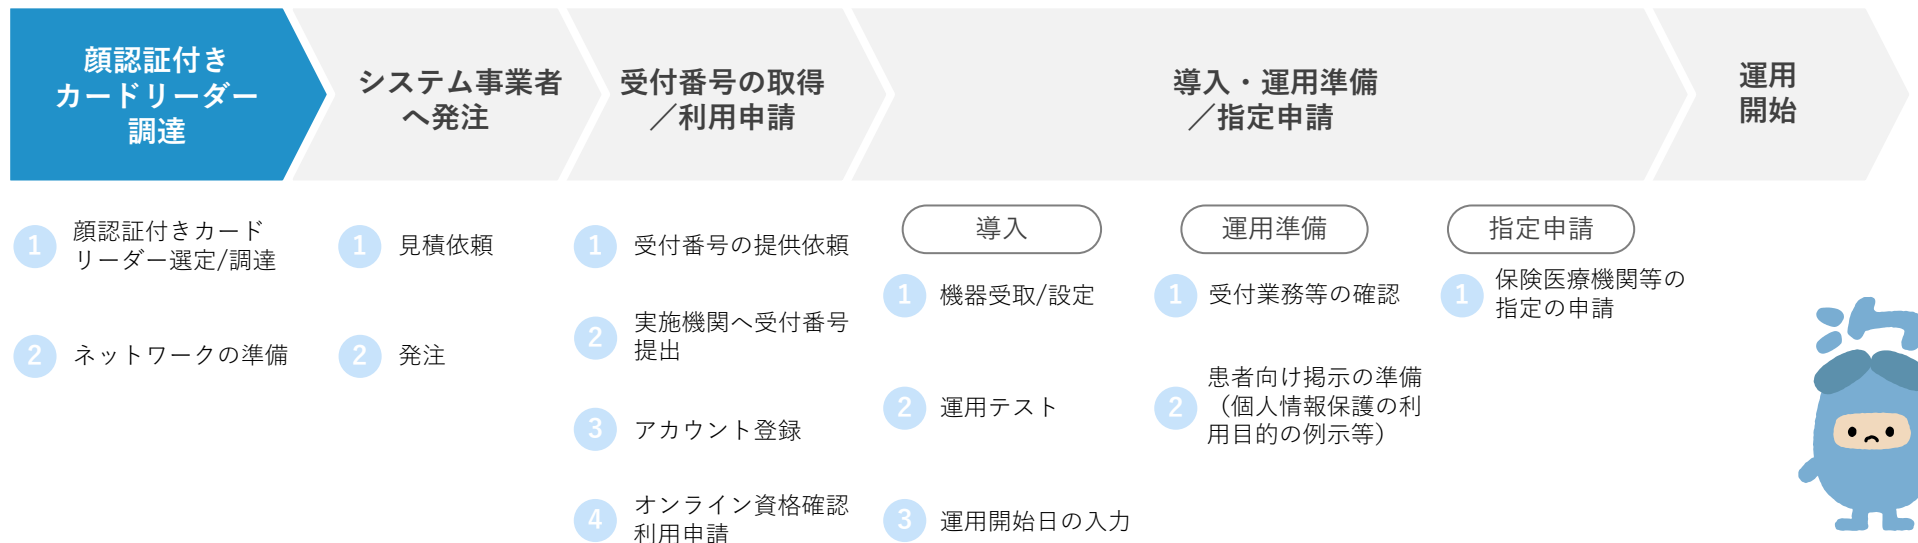 顔認証付き
カードリーダー
調達
システム事業者
へ発注
受付番号の取得
／利用申請
導入・運用準備
／指定申請
運用
開始
1
顔認証付きカード
リーダー選定/調達
2
ネットワークの準備
1
見積依頼
2
発注
1
受付番号の提供依頼
2
実施機関へ受付番号
提出
3
アカウント登録
4
オンライン資格確認
利用申請
導入
1
機器受取/設定
2
運用テスト
3
運用開始日の入力
運用準備
1
受付業務等の確認
2
患者向け掲示の準備
（個人情報保護の利
用目的の例示等）
指定申請
1
保険医療機関等の
指定の申請